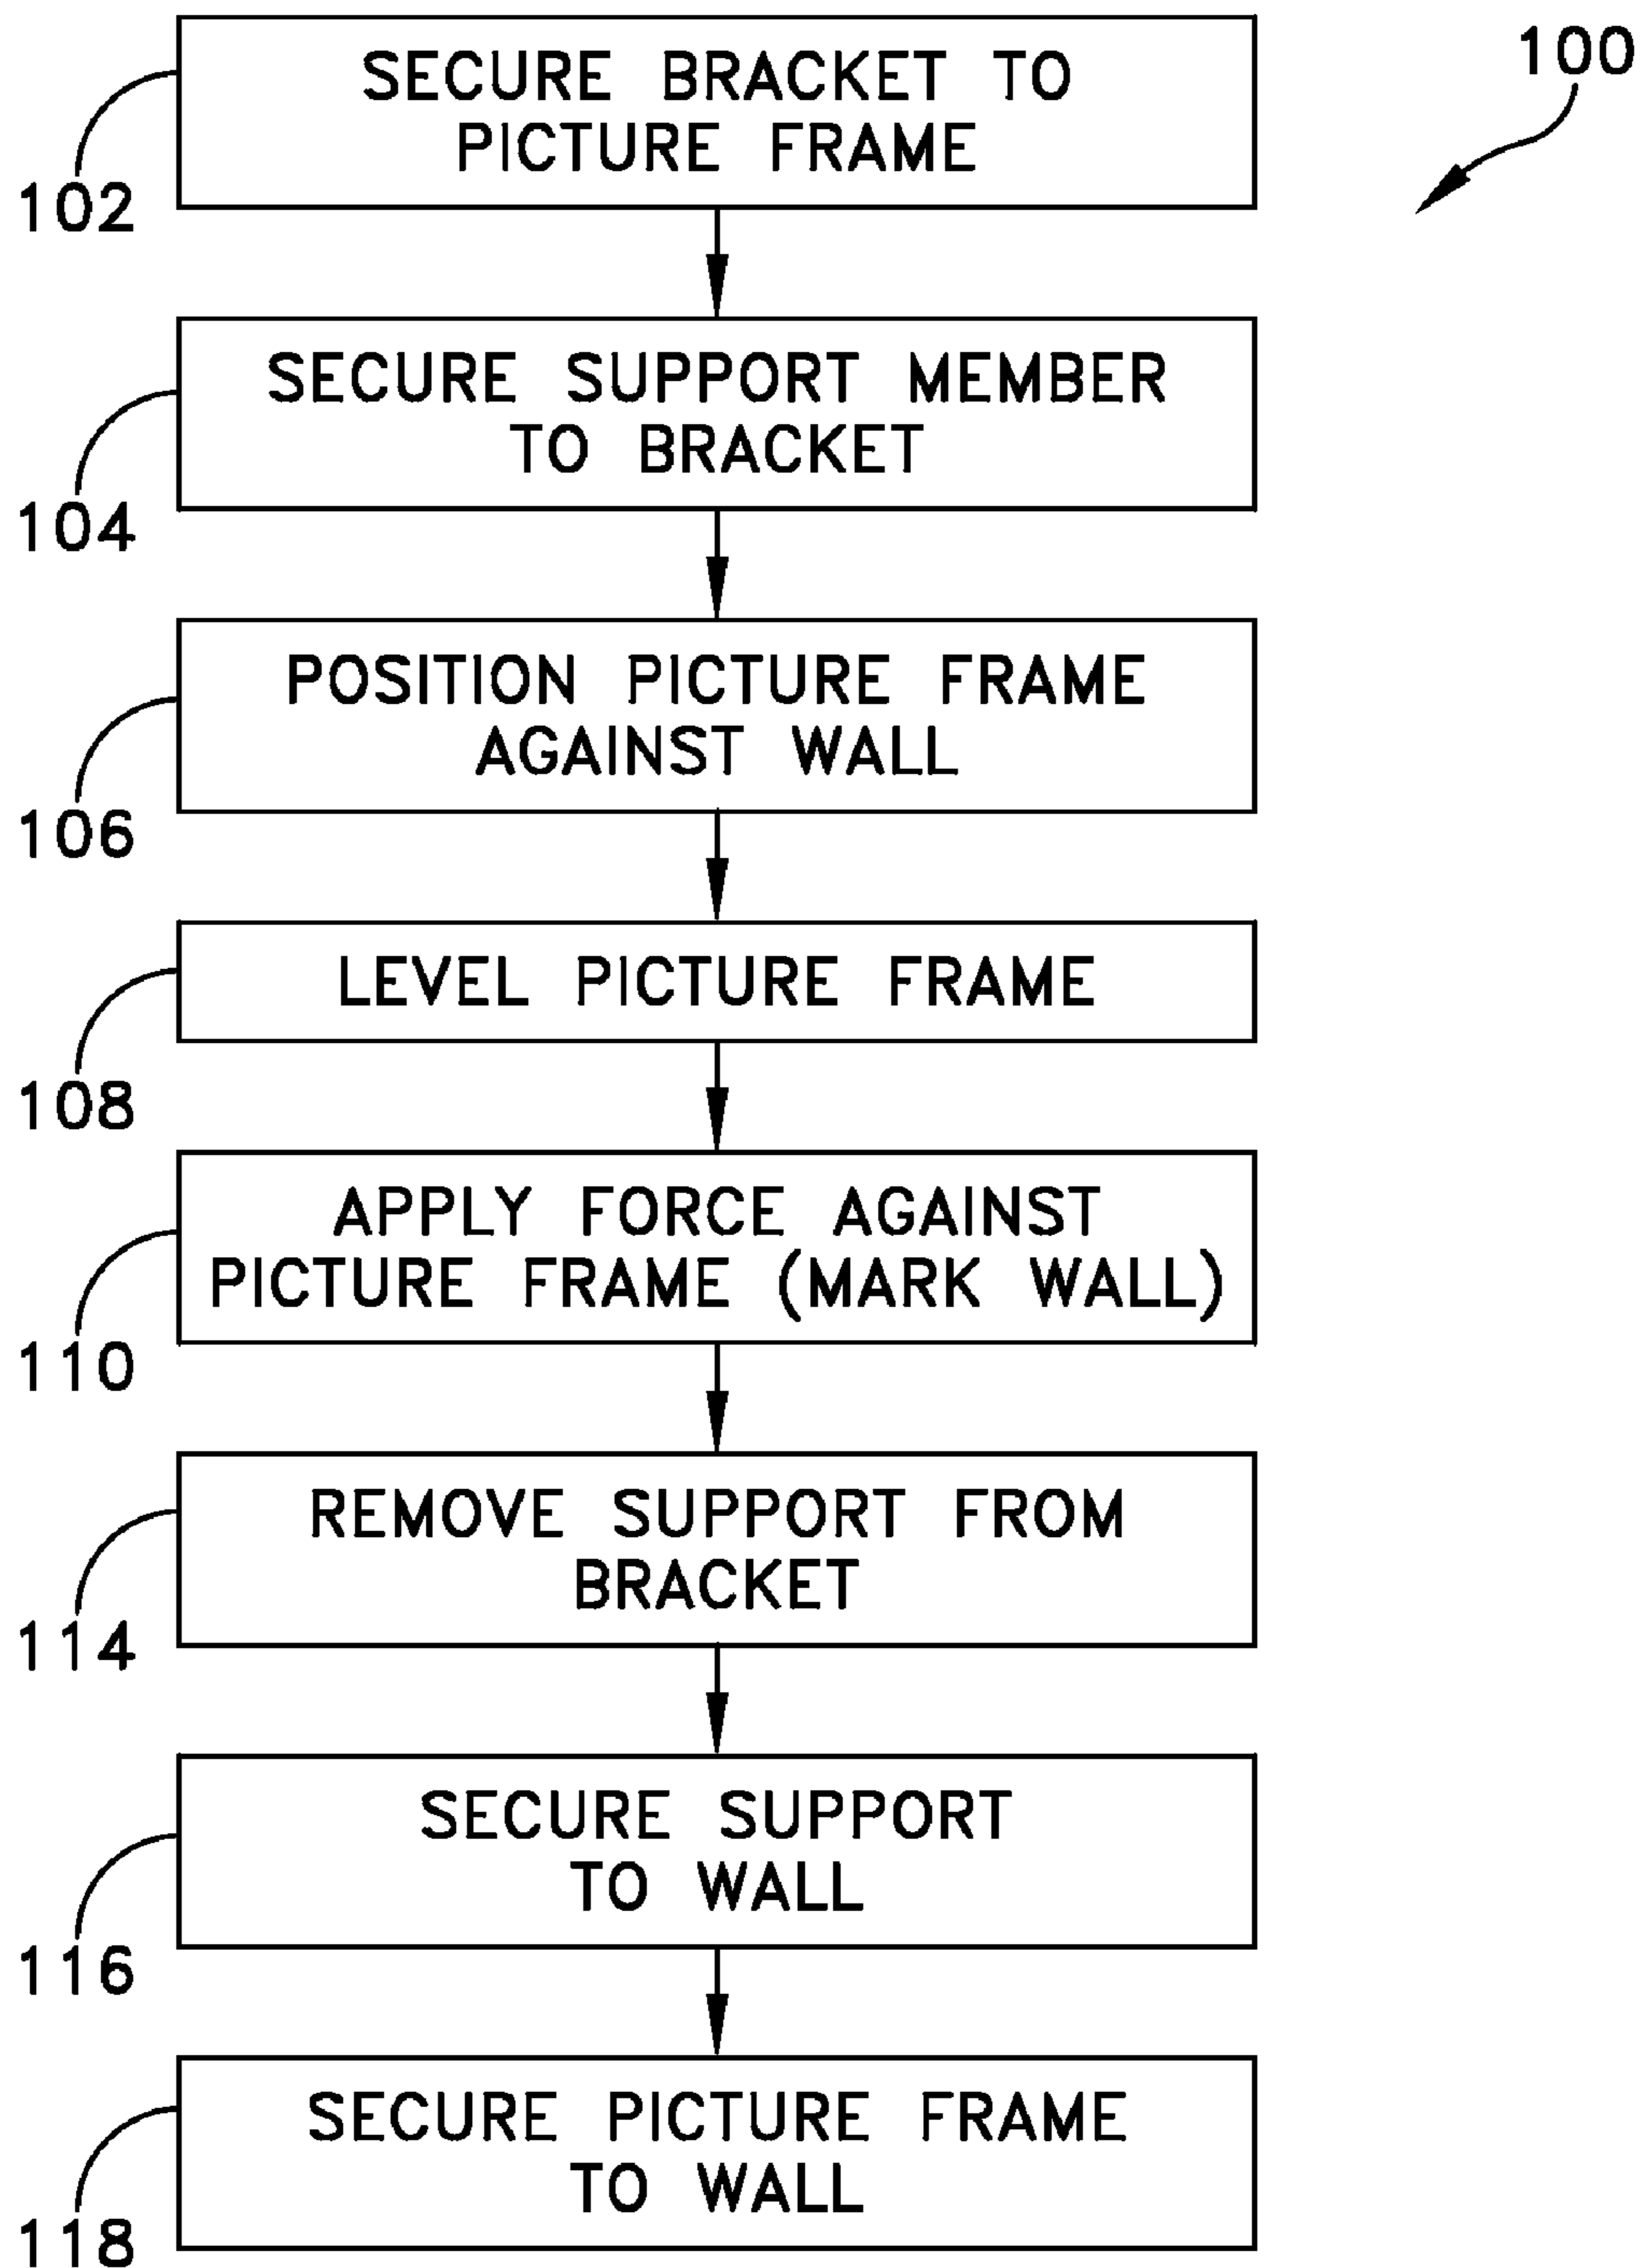 100
SECURE BRACKET TO
PICTURE FRAME
102
SECURE SUPPORT MEMBER
TO BRACKET
104
POSITION PICTURE FRAME
AGAINST WALL
106
LEVEL PICTURE FRAME
108
APPLY FORCE AGAINST
PICTURE FRAME (MARK WALL)
110
REMOVE SUPPORT FROM
BRACKET
114
SECURE SUPPORT
TO WALL
116
SECURE PICTURE FRAME
TO WALL
118